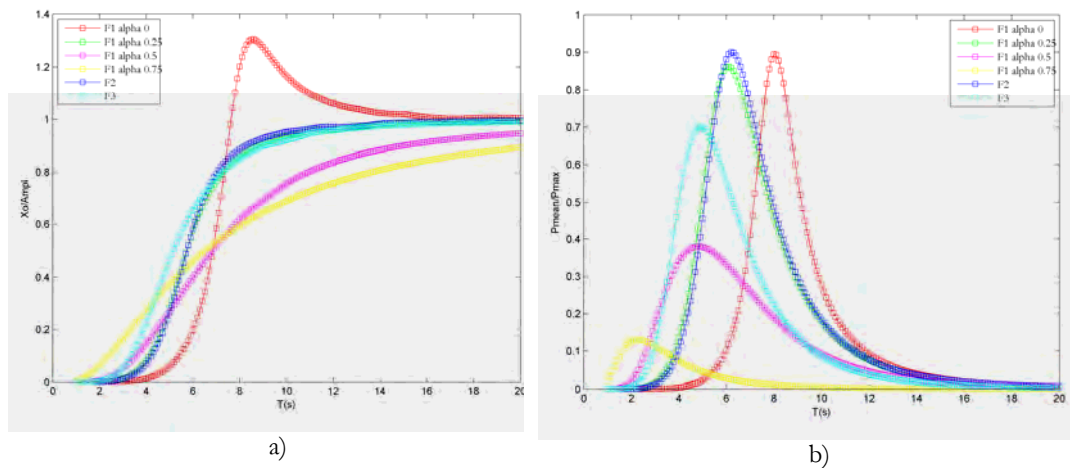 1.4
1.2
1
0.8
0.6
0.4
0.2
0
Xo/Ampl
F1 alpha 0
F1 alpha 0.25
F1 alpha 0.5
F1 alpha 0.75
F2
F3
0 2 4 6 8 10 12 14 16 18 20
T(s)
a)
1
0.9
0.8
0.7
0.6
0.5
0.4
0.3
0.2
0.1
0
Pmean/Pmax
F1 alpha 0
F1 alpha 0.25
F1 alpha 0.5
F1 alpha 0.75
F2
F3
0 2 4 6 8 10 12 14 16 18 20
T(s)
b)